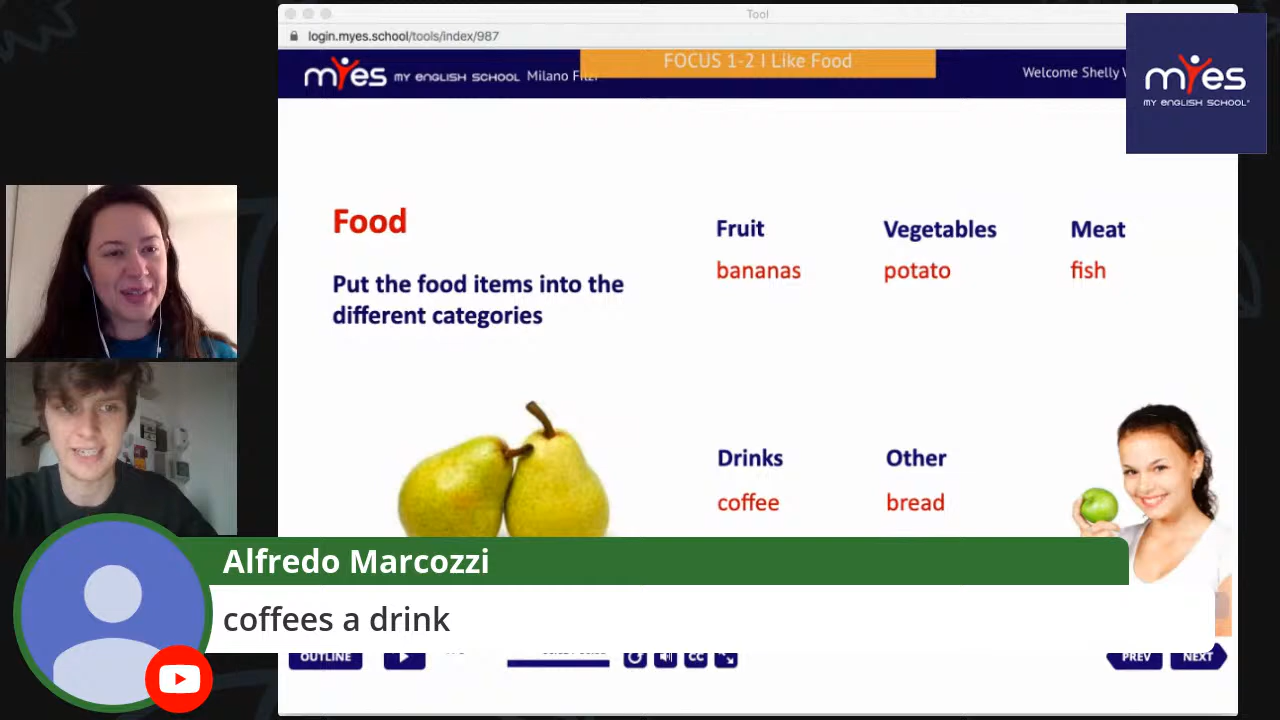 Tool
login.myes.school/tools/index/987
FOCUS 1-2 I Like Food
myes MY ENGLISH SCHOOL Milano
Welcome Shelly
myes
MY ENGLISH SCHOOL
Food
Put the food items into the
different categories
Fruit
bananas
Vegetables
potato
Meat
fish
Drinks
coffee
Other
bread
Alfredo Marcozzi
coffees a drink
OUTLINE
CC
PREV
NEXT